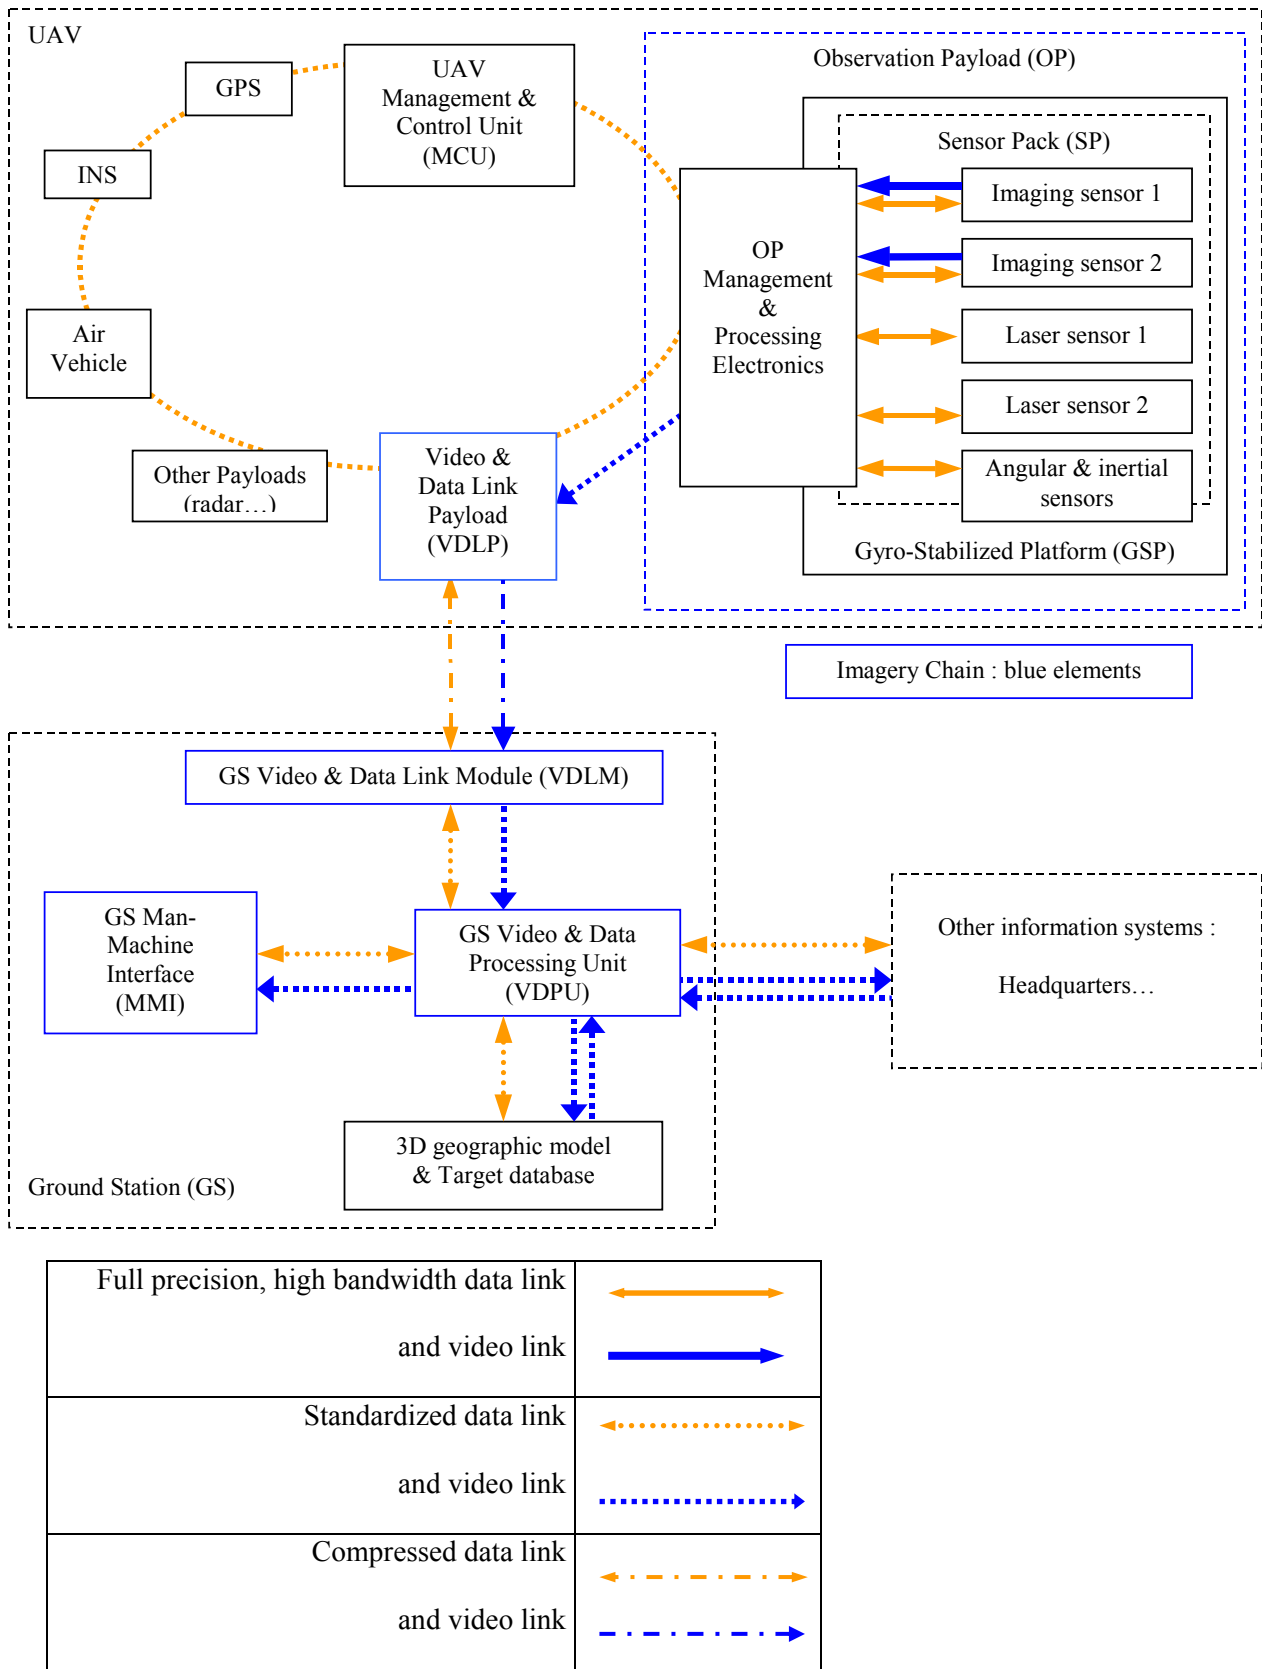 UAV
GPS
UAV
Management &
Control Unit
(MCU)
INS
Air
Vehicle
Other Payloads
(radar…)
Video &
Data Link
Payload
(VDLP)
Observation Payload (OP)
Sensor Pack (SP)
OP
Management
&
Processing
Electronics
Imaging sensor 1
Imaging sensor 2
Laser sensor 1
Laser sensor 2
Angular & inertial
sensors
Gyro-Stabilized Platform (GSP)
Imagery Chain : blue elements
GS Video & Data Link Module (VDLM)
GS Man-
Machine
Interface
(MMI)
GS Video & Data
Processing Unit
(VDPU)
Other information systems :
Headquarters…
3D geographic model
& Target database
Ground Station (GS)
Full precision, high bandwidth data link
and video link
Standardized data link
and video link
Compressed data link
and video link